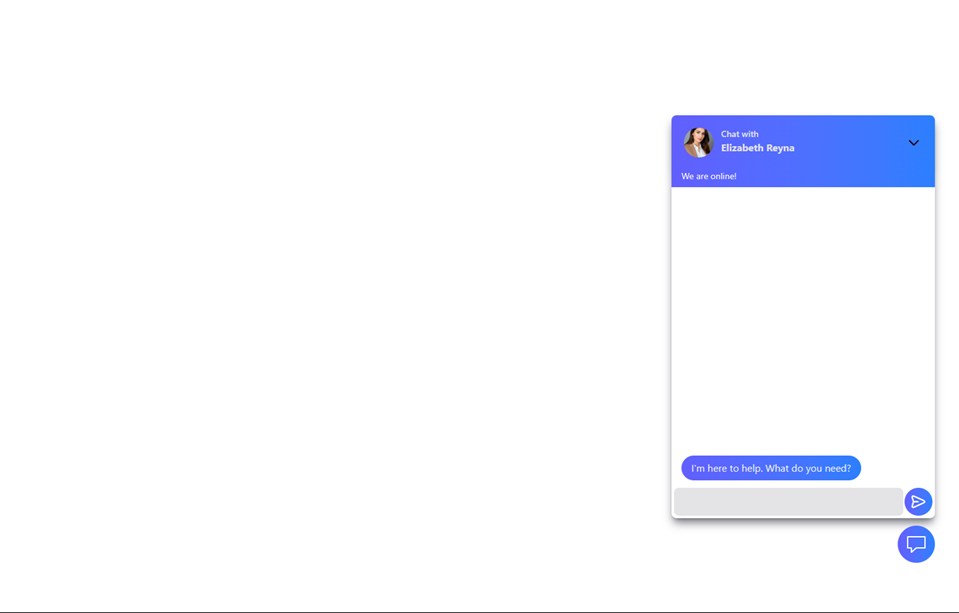 Chat with
Elizabeth Reyna
We are online!
I'm here to help. What do you need?